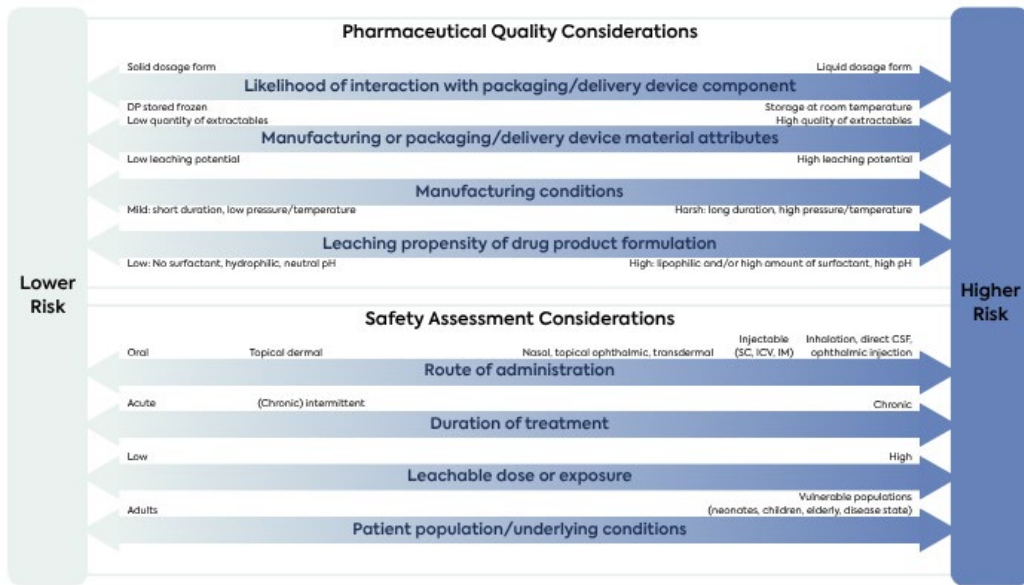 Pharmaceutical Quality Considerations
Solid dosage form
Liquid dosage form
Likelihood of interaction with packaging/delivery device component
DP stored frozen
Storage at room temperature
Low quantity of extractables
High quality of extractables
Manufacturing or packaging/delivery device material attributes
Low leaching potential
High leaching potential
Manufacturing conditions
Mild: short duration, low pressure/temperature
Harsh: long duration, high pressure/temperature
Leaching propensity of drug product formulation
Low: No surfactant, hydrophilic, neutral pH
High: lipophilic and/or high amount of surfactant, high pH
Lower
Risk
Higher
Risk
Safety Assessment Considerations
Oral
Topical dermal
Nasal, topical ophthalmic, transdermal
Injectable
(SC, ICV, IM)
Inhalation, direct CSF,
ophthalmic injection
Route of administration
Acute
(Chronic) intermittent
Chronic
Duration of treatment
Low
High
Leachable dose or exposure
Adults
Vulnerable populations
(neonates, children, elderly, disease state)
Patient population/underlying conditions